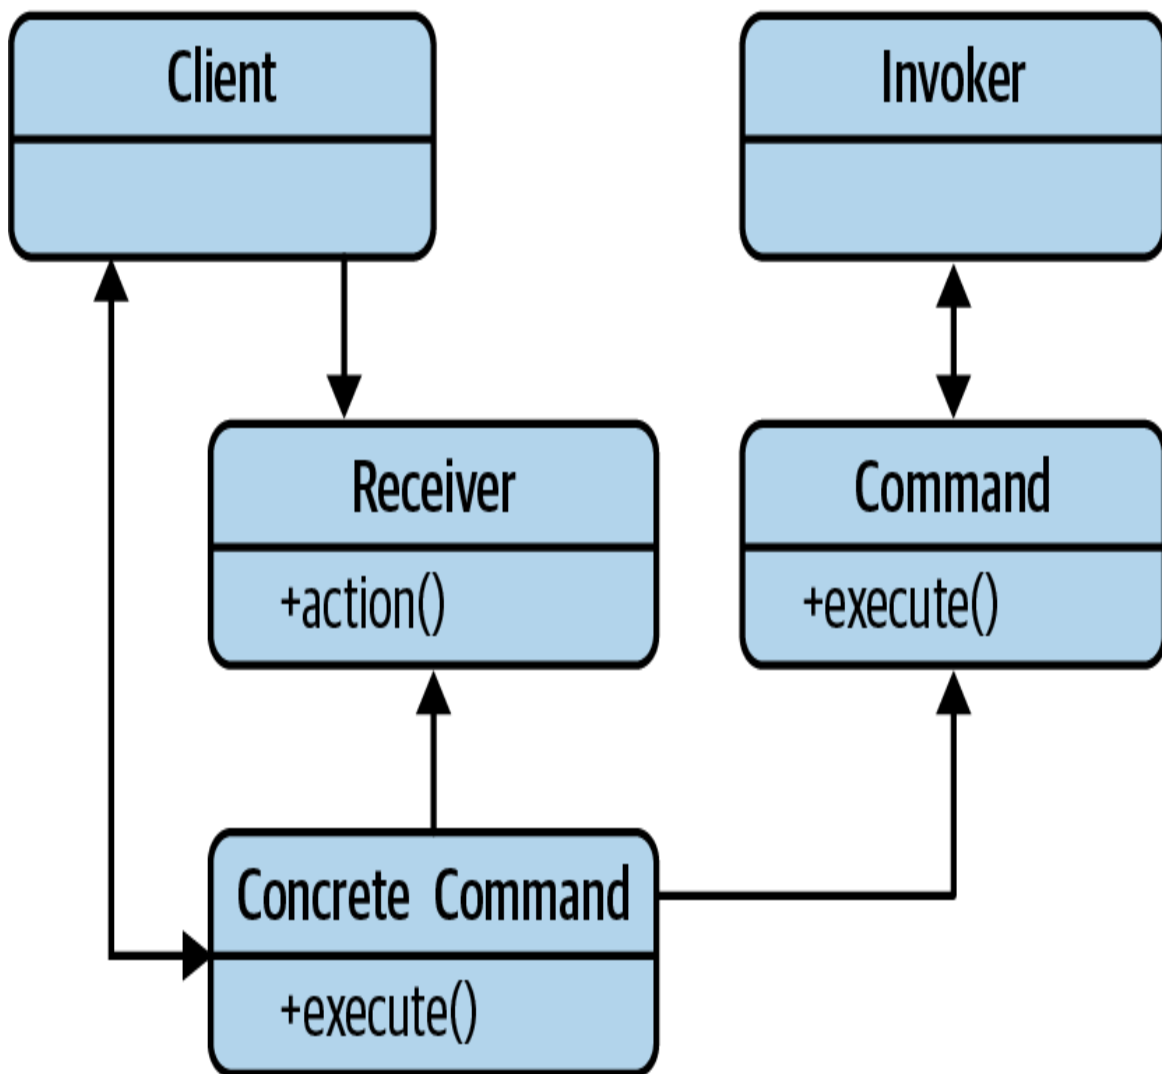 Client
Invoker
Receiver
+action()
Command
+execute()
Concrete Command
+execute()